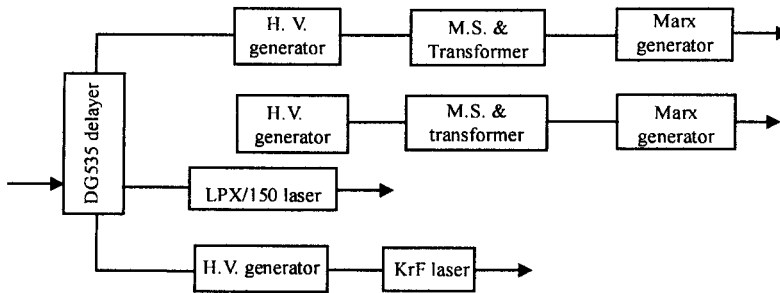 H. V.
generator
M.S. &
Transformer
Marx
generator
DG535 delayer
H.V.
generator
M.S. &
transformer
Marx
generator
LPX/150 laser
H.V. generator
KrF laser